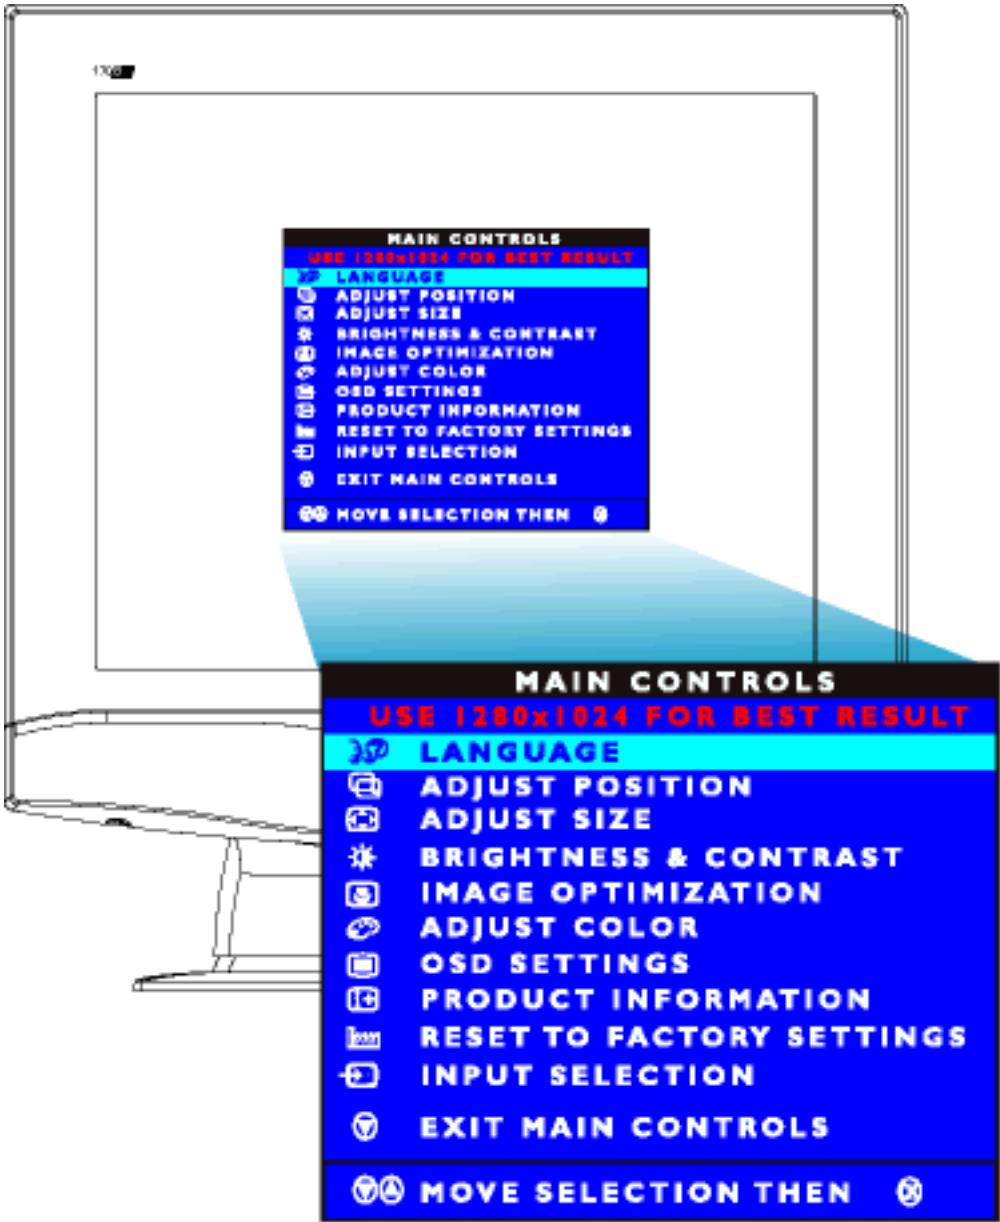 MAIN CONTROLS
USE 1280x1024 FOR BEST RESULT
LANGUAGE
ADJUST POSITION
ADJUST SIZE
BRIGHTNESS & CONTRAST
IMAGE OPTIMIZATION
ADJUST COLOR
OSD SETTINGS
PRODUCT INFORMATION
RESET TO FACTORY SETTINGS
INPUT SELECTION
EXIT MAIN CONTROLS
MOVE SELECTION THEN
MAIN CONTROLS
USE 1280x1024 FOR BEST RESULT
LANGUAGE
ADJUST POSITION
ADJUST SIZE
BRIGHTNESS & CONTRAST
IMAGE OPTIMIZATION
ADJUST COLOR
OSD SETTINGS
PRODUCT INFORMATION
RESET TO FACTORY SETTINGS
INPUT SELECTION
EXIT MAIN CONTROLS
MOVE SELECTION THEN